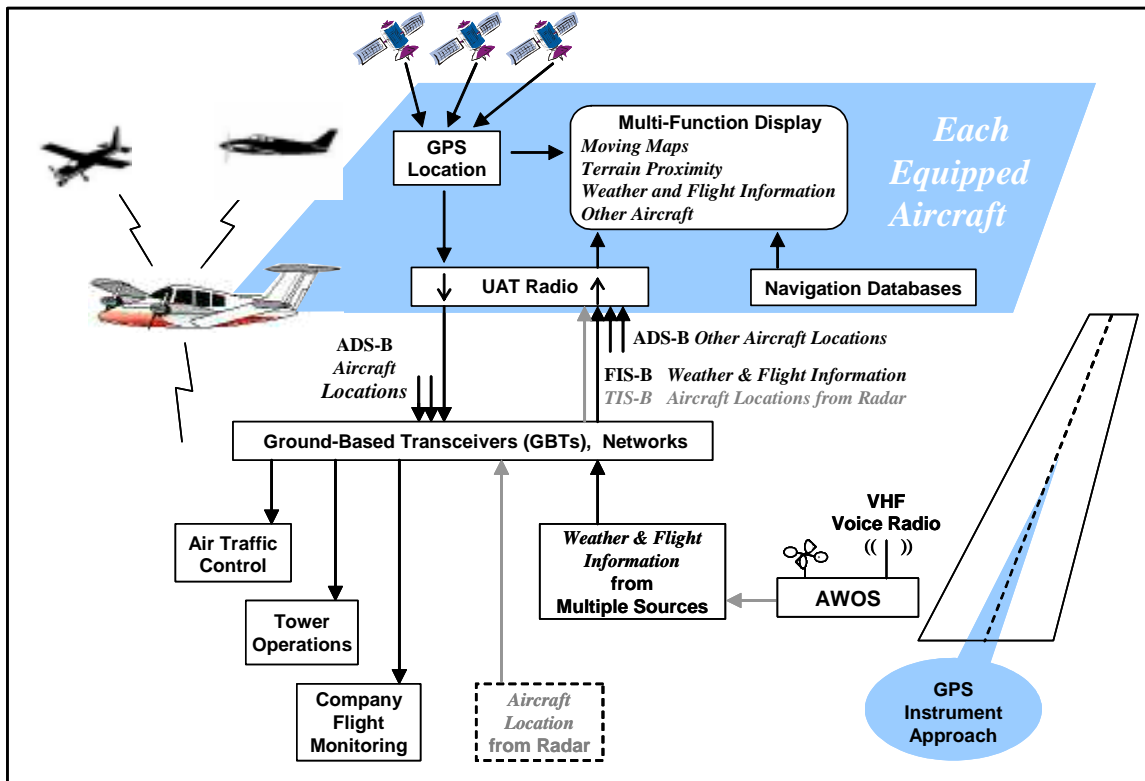 Each
Equipped
Aircraft
GPS
Location
Multi-Function Display
Moving Maps
Terrain Proximity
Weather and Flight Information
Other Aircraft
UAT Radio
Navigation Databases
ADS-B
Aircraft
Locations
ADS-B Other Aircraft Locations
FIS-B Weather & Flight Information
TIS-B Aircraft Locations from Radar
Ground-Based Transceivers (GBTs), Networks
Air Traffic
Control
Tower
Operations
Company
Flight
Monitoring
Aircraft
Location
from Radar
Weather & Flight
Information
from
Multiple Sources
VHF
Voice Radio
(( ))
AWOS
GPS
Instrument
Approach